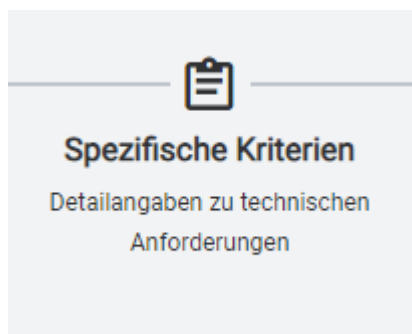 Spezifische Kriterien
Detailangaben zu technischen
Anforderungen